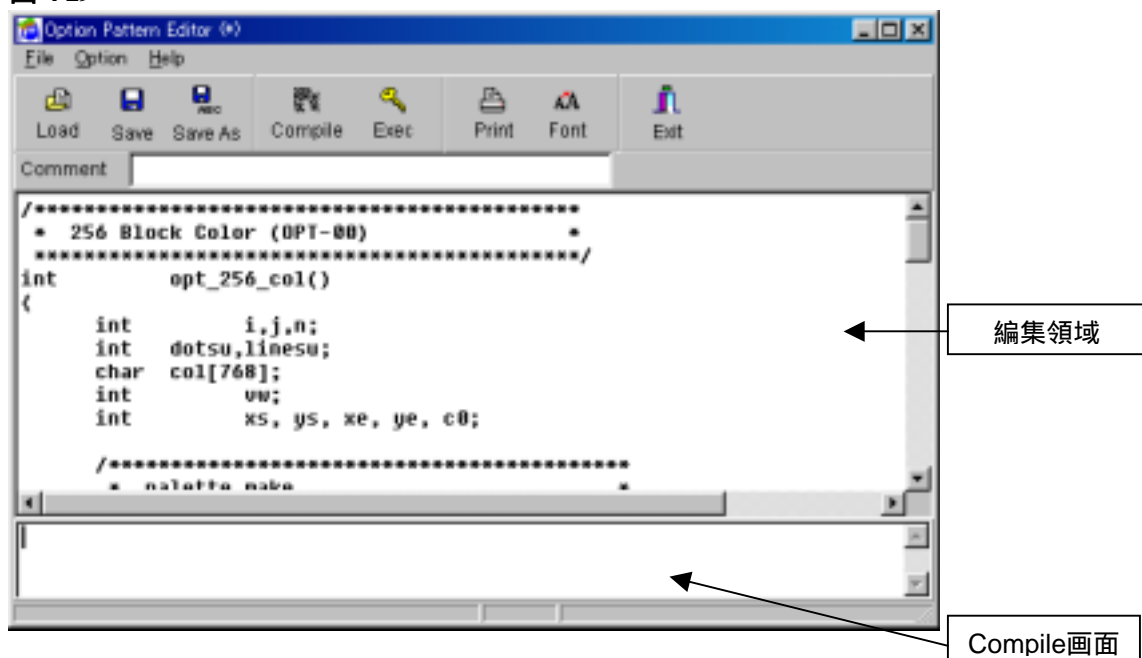 Option Pattern Editor (*)
File Option Help
Load Save Save As Compile Exec Print Font Exit
Comment
/********************************************
* 256 Block Color (OPT-00) *
********************************************/
int opt_256_col()
{
int i,j,n;
int dotsu,linesu;
char col[768];
int vw;
int xs, ys, xe, ye, c0;
/******************************************
* palette make *
編集領域
Compile画面